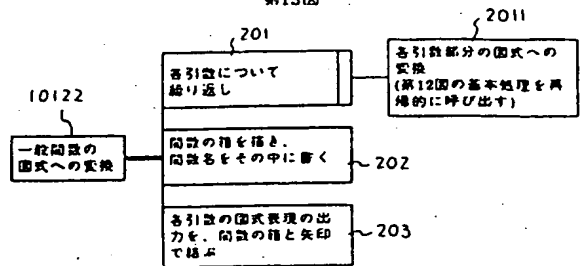 第13図
201
各引数について
繰り返し
2011
各引数部分の図式への
変換
(第12図の基本処理を再
帰的に呼び出す)
10122
一般関数の
図式への変換
関数の箱を描き、
関数名をその中に書く
202
各引数の図式表現の出
力を、関数の箱と矢印
で結ぶ
203